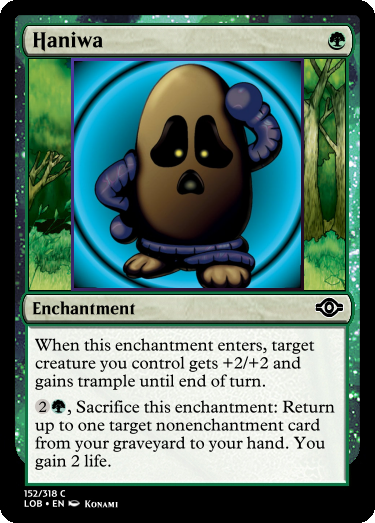 Haniwa
Enchantment
When this enchantment enters, target
creature you control gets +2/+2 and
gains trample until end of turn.
2, Sacrifice this enchantment: Return
up to one target nonenchantment card
from your graveyard to your hand. You
gain 2 life.
152/318 C
LOB • EN Konami